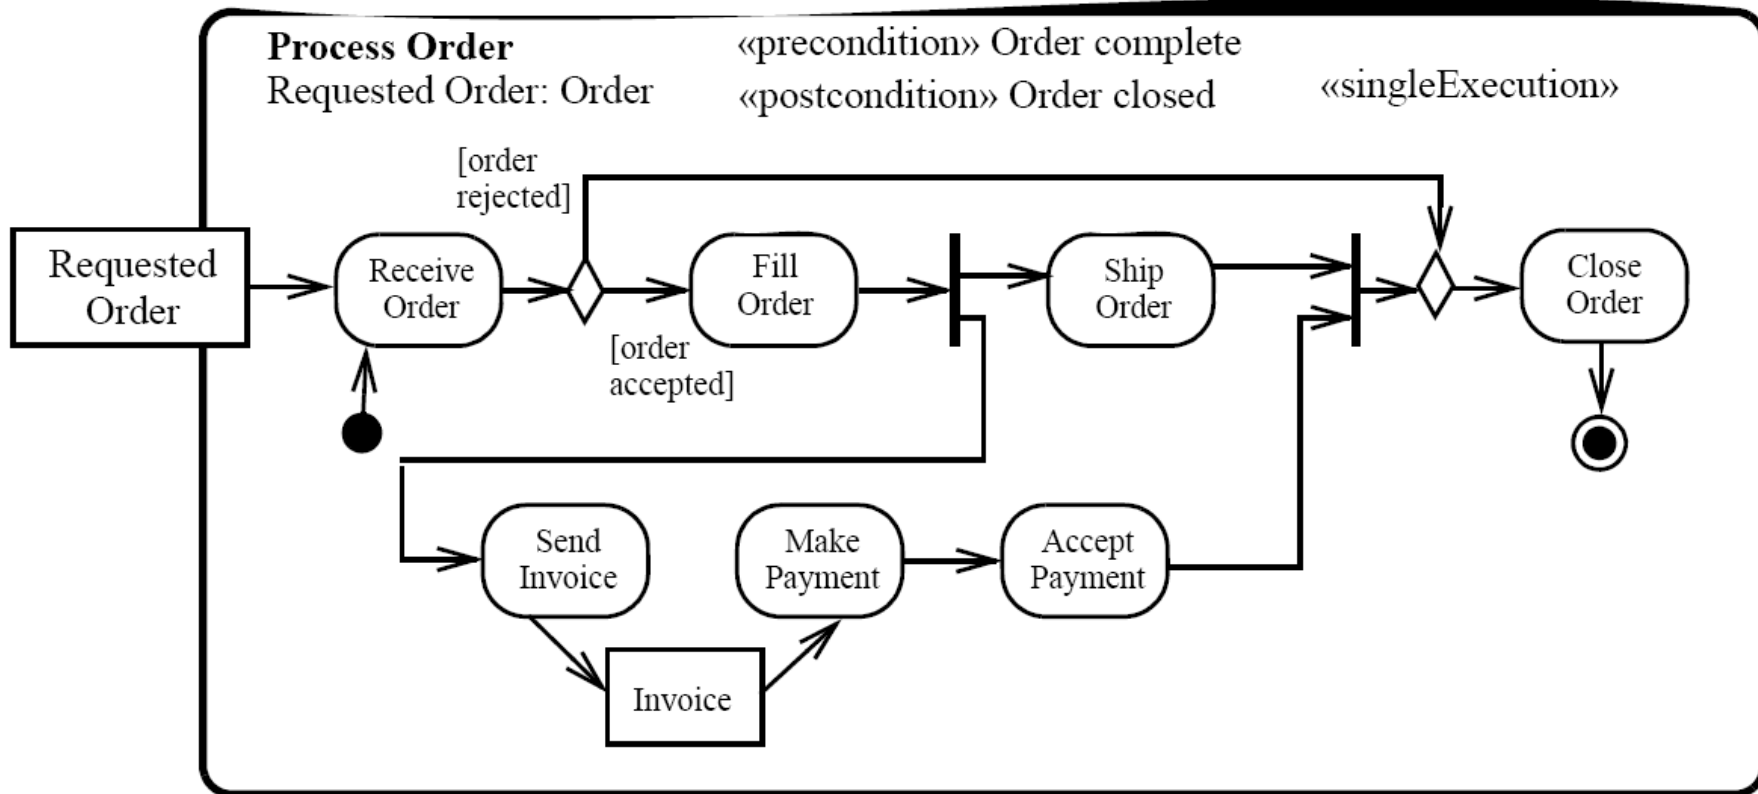 Process Order
Requested Order: Order
«precondition» Order complete
«postcondition» Order closed
«singleExecution»
[order
rejected]
Requested
Order
Receive
Order
Fill
Order
Ship
Order
Close
Order
[order
accepted]
Send
Invoice
Make
Payment
Accept
Payment
Invoice